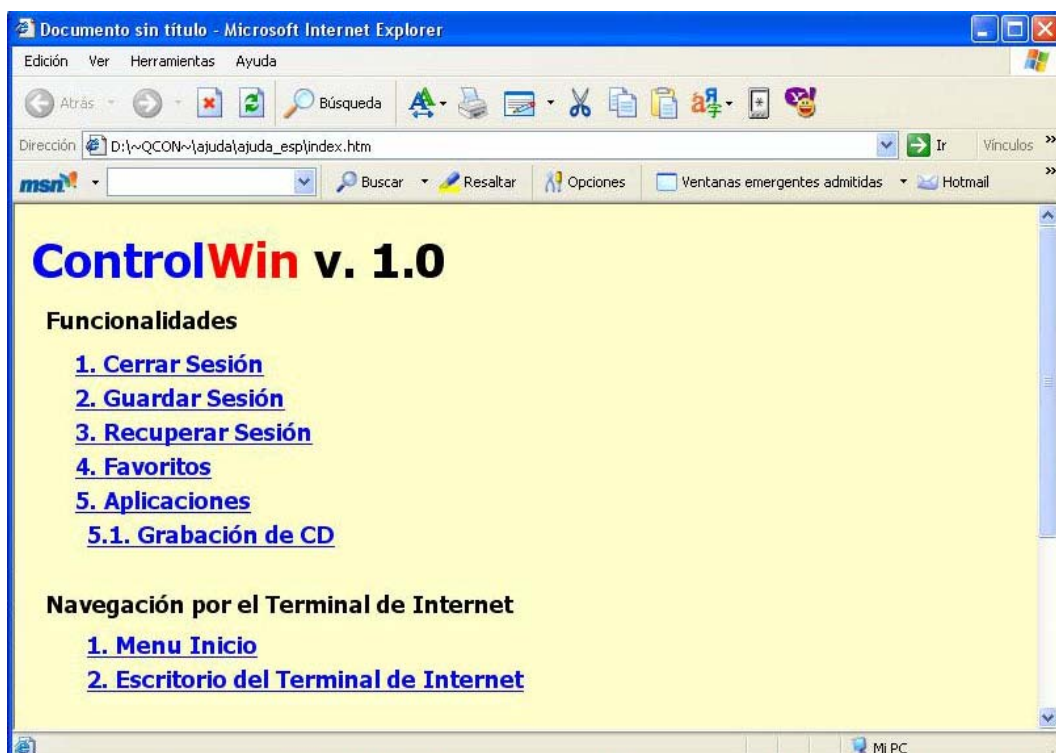 Documento sin título - Microsoft Internet Explorer
Edición Ver Herramientas Ayuda
Atrás Búsqueda
Dirección D:\~QCON~\ajuda\ajuda_esp\index.htm Ir Vínculos »
msn Buscar Resaltar Opciones Ventanas emergentes admitidas Hotmail »
ControlWin v. 1.0
Funcionalidades
1. Cerrar Sesión
2. Guardar Sesión
3. Recuperar Sesión
4. Favoritos
5. Aplicaciones
5.1. Grabación de CD
Navegación por el Terminal de Internet
1. Menu Inicio
2. Escritorio del Terminal de Internet
Mi PC